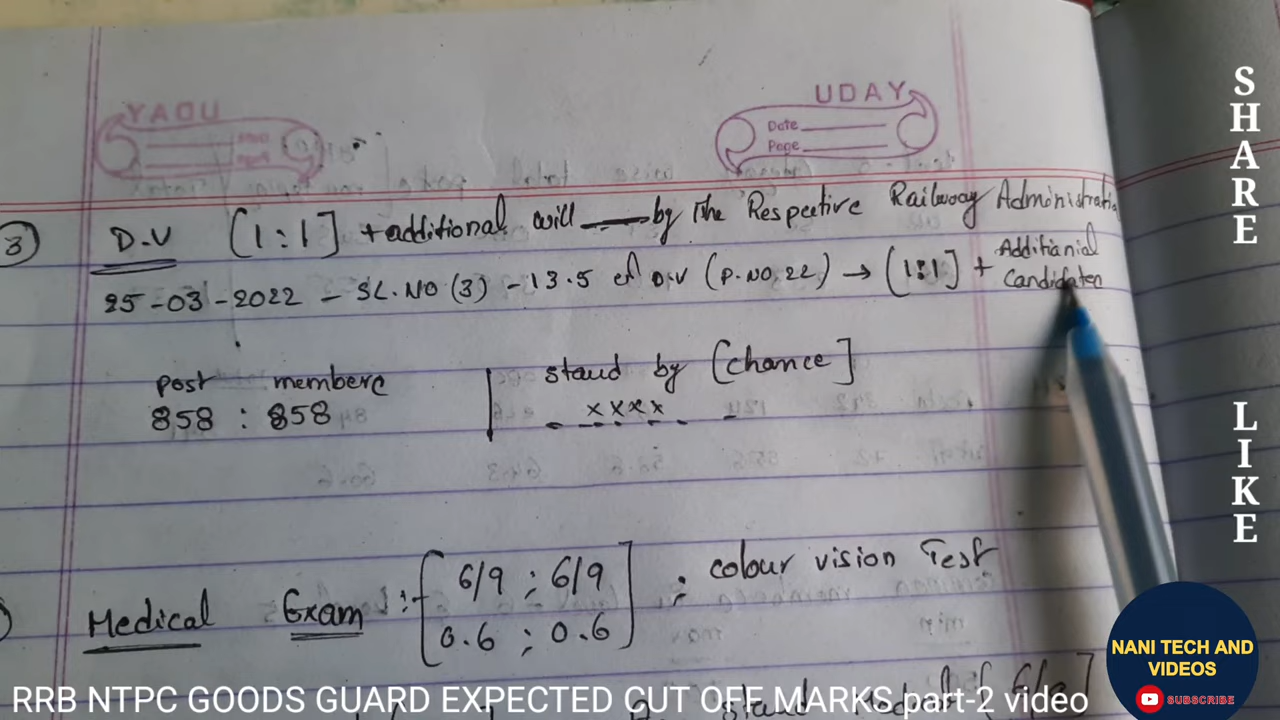 UDAY
UDAY
Date
Page
3 D.V [1:1] + additional will by The Respective Railway Administratio
25-03-2022 - SL.NO (3) - 13.5 of D.V (P.NO, 22) → [1:1] + Additianial Candidates
post members
858 : 858
stand by [chance]
xxxx
Medical Exam :- [6/9 ; 6/9
0.6 ; 0.6] ; colour vision Test
stand
SHARE
LIKE
NANI TECH AND
VIDEOS
SUBSCRIBE
RRB NTPC GOODS GUARD EXPECTED CUT OFF MARKS part-2 video